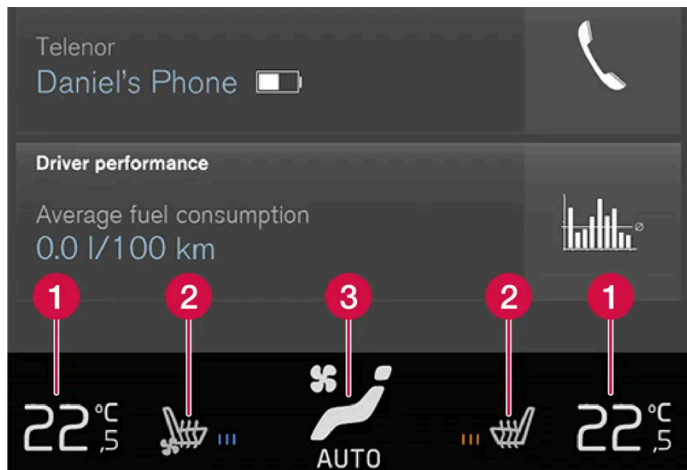 Telenor
Daniel's Phone
Driver performance
Average fuel consumption
0.0 l/100 km
1 2 3 2 1
22,5 °C 22,5 °C
AUTO